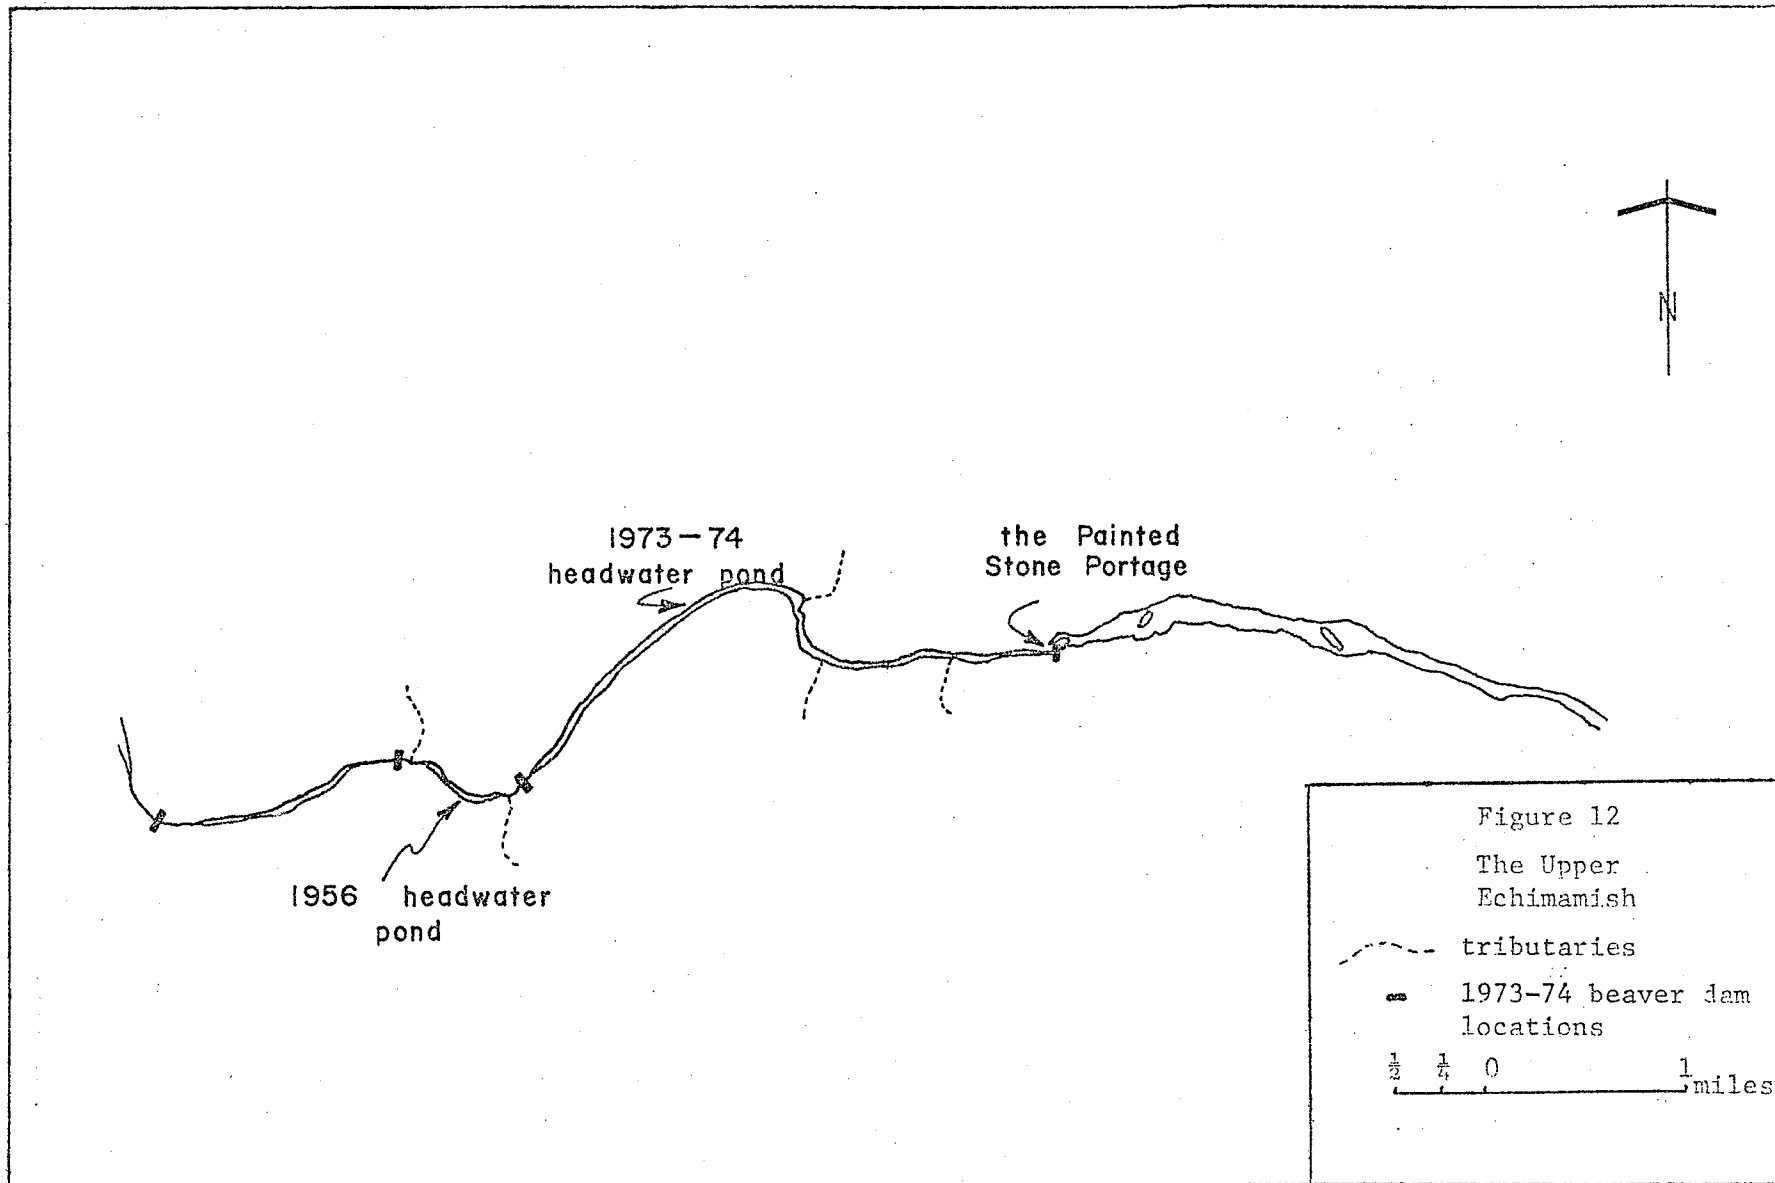 1973-74
headwater pond
the Painted
Stone Portage
N
1956 headwater
pond
Figure 12
The Upper
Echimamish
tributaries
1973-74 beaver dam
locations
½ ¼ 0 1 miles